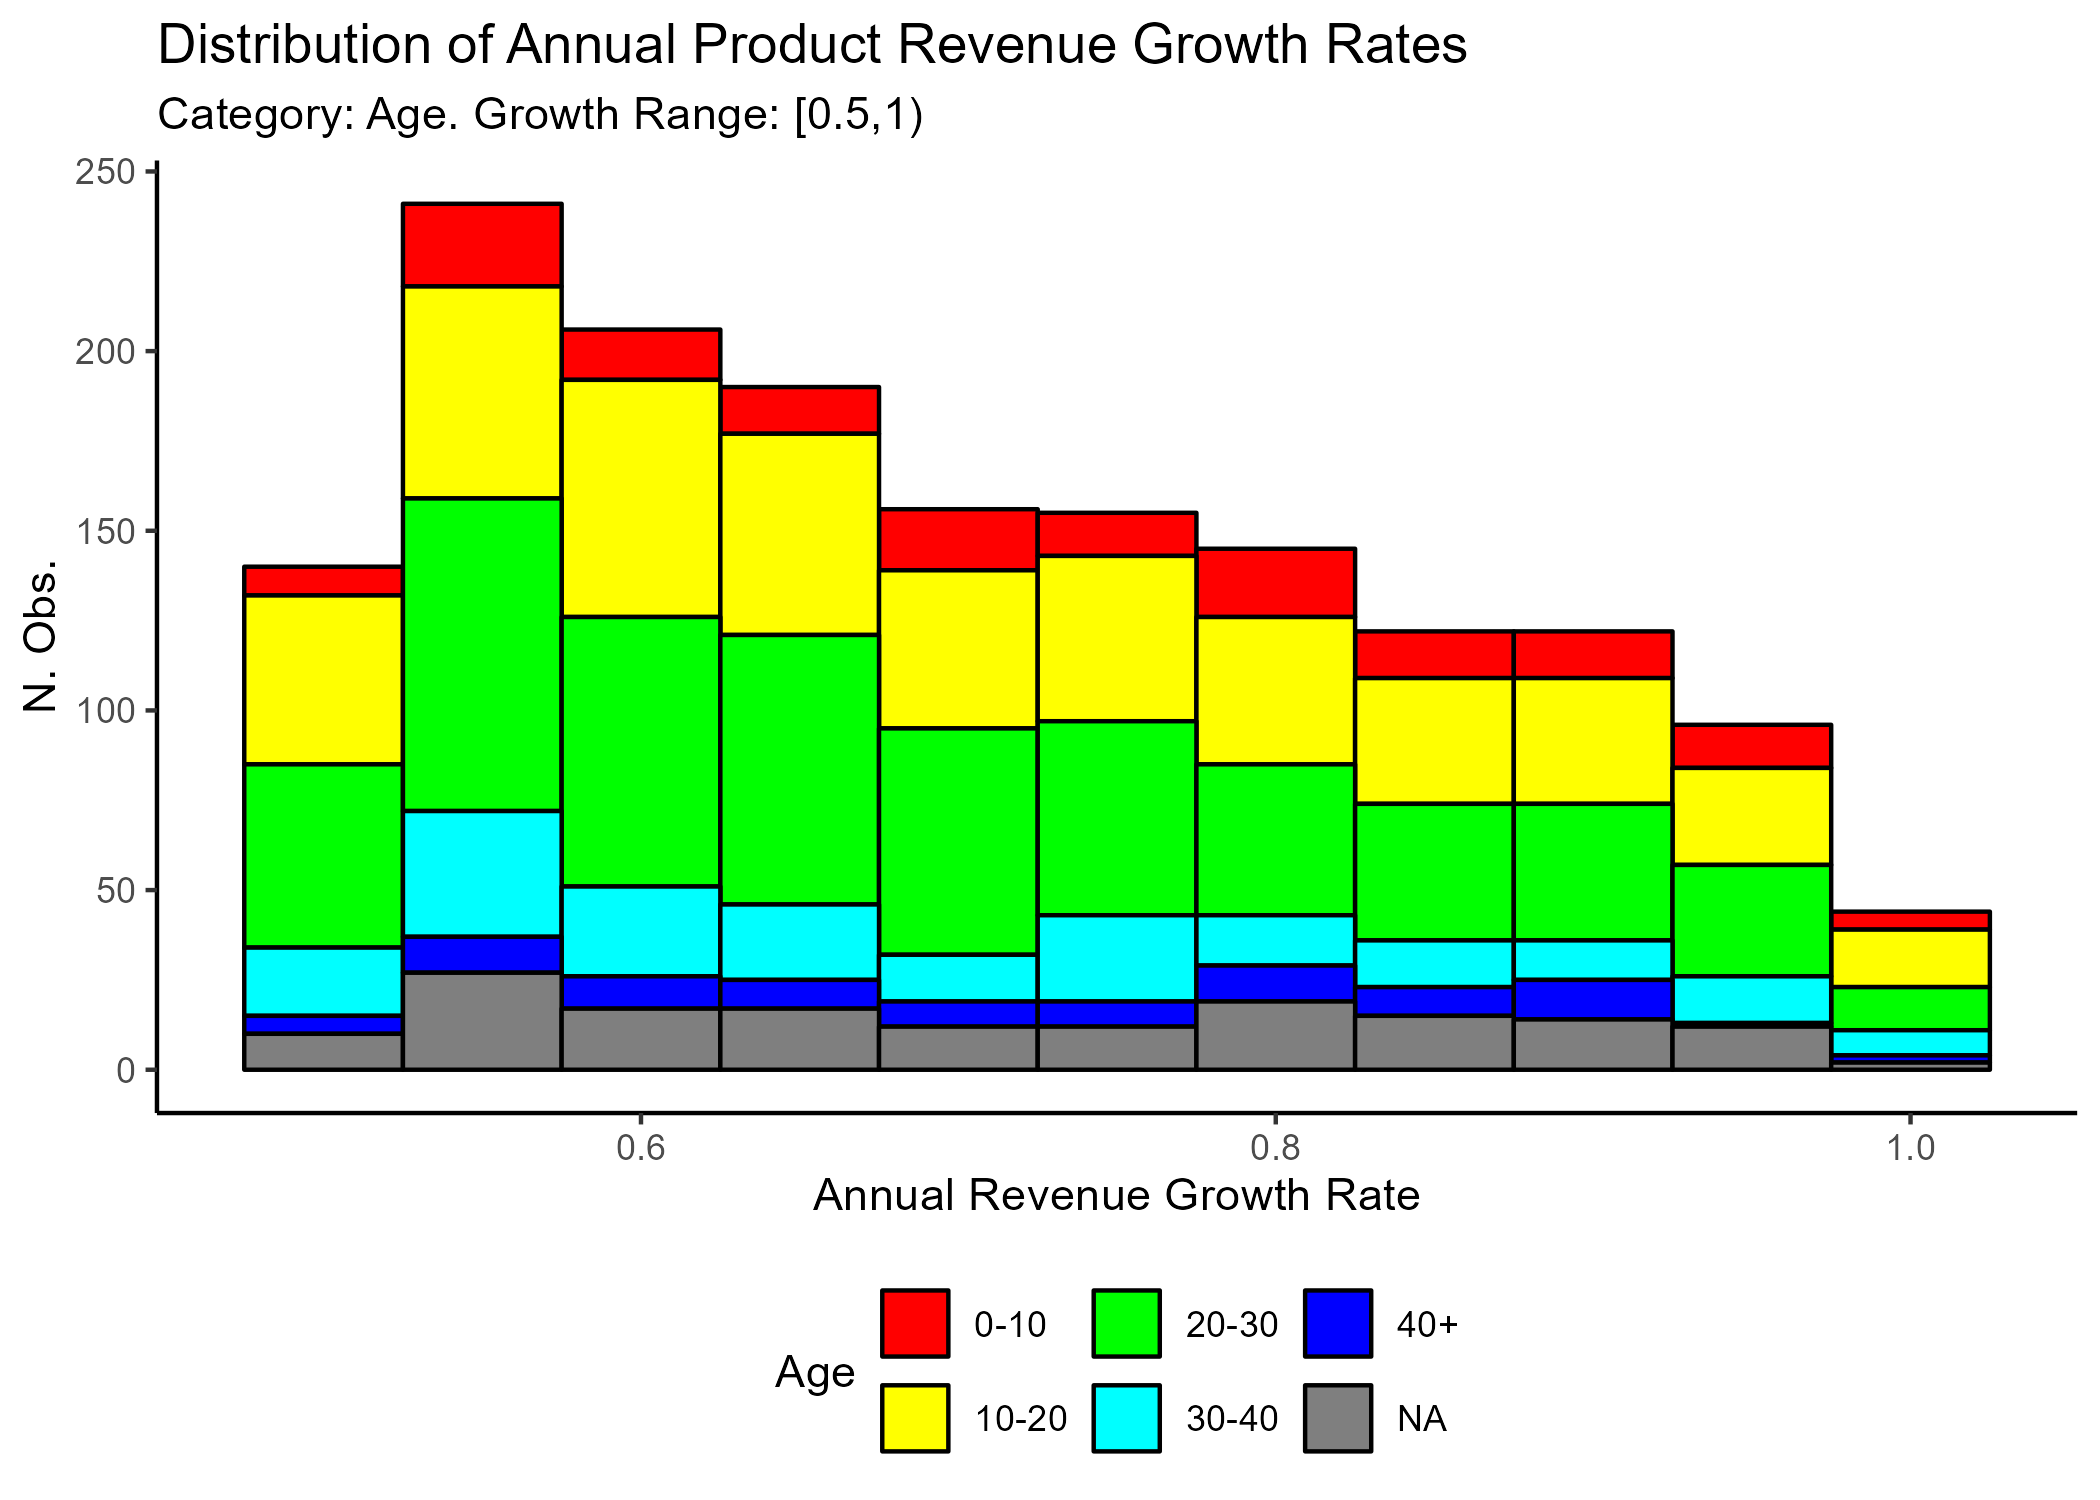 Distribution of Annual Product Revenue Growth Rates
Category: Age. Growth Range: [0.5,1)
250
200
150
100
50
0
N. Obs.
0.6 0.8 1.0
Annual Revenue Growth Rate
Age
0-10 20-30 40+
10-20 30-40 NA